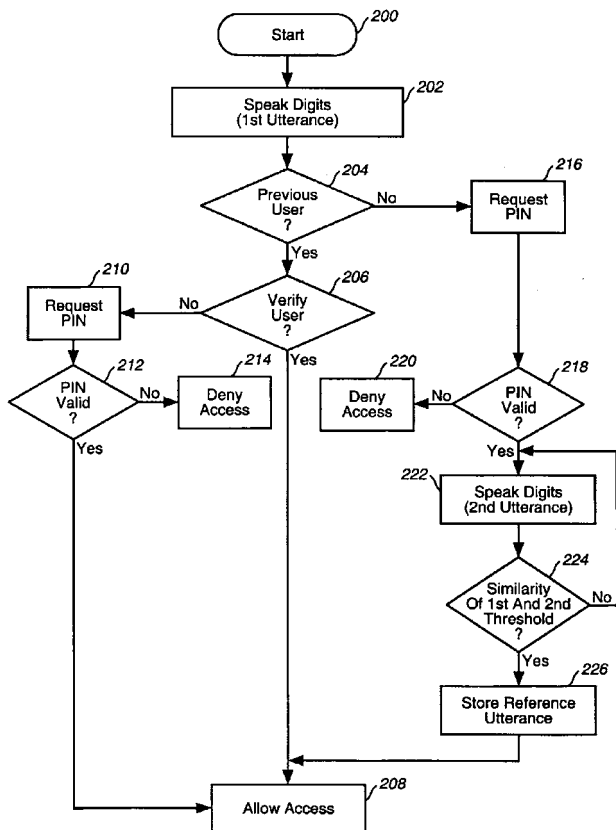 200
Start
202
Speak Digits
(1st Utterance)
204
Previous
User
?
No
Yes
216
Request
PIN
206
Verify
User
?
No
Yes
210
Request
PIN
212
PIN
Valid
?
No
Yes
214
Deny
Access
218
PIN
Valid
?
No
Yes
220
Deny
Access
222
Speak Digits
(2nd Utterance)
224
Similarity
Of 1st And 2nd
Threshold
?
No
Yes
226
Store Reference
Utterance
208
Allow Access